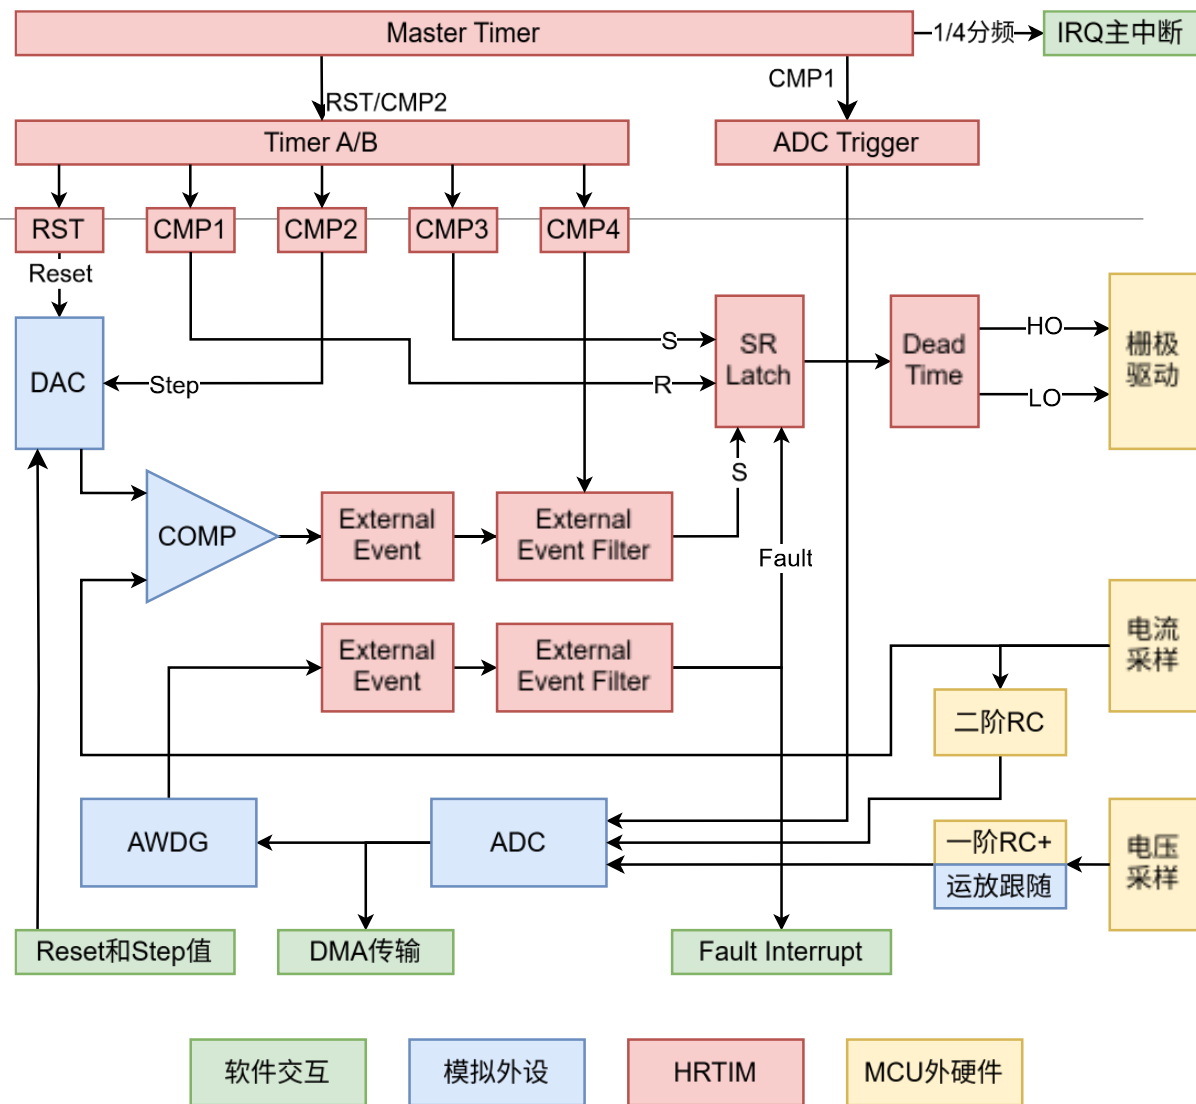 Master Timer
1/4分频
IRQ主中断
RST/CMP2
CMP1
Timer A/B
ADC Trigger
RST
CMP1
CMP2
CMP3
CMP4
Reset
DAC
Step
S
R
SR
Latch
Dead
Time
HO
LO
栅极
驱动
S
COMP
External
Event
External
Event Filter
Fault
External
Event
External
Event Filter
电流
采样
二阶RC
AWDG
ADC
一阶RC+
运放跟随
电压
采样
Reset和Step值
DMA传输
Fault Interrupt
软件交互
模拟外设
HRTIM
MCU外硬件